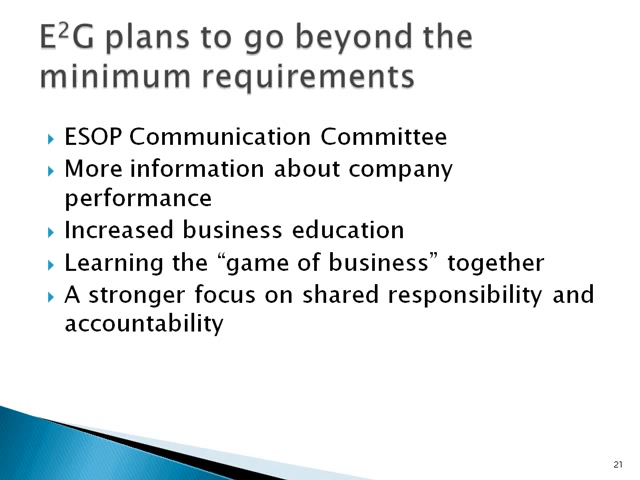 E²G plans to go beyond the
minimum requirements
ESOP Communication Committee
More information about company
performance
Increased business education
Learning the “game of business” together
A stronger focus on shared responsibility and
accountability
21